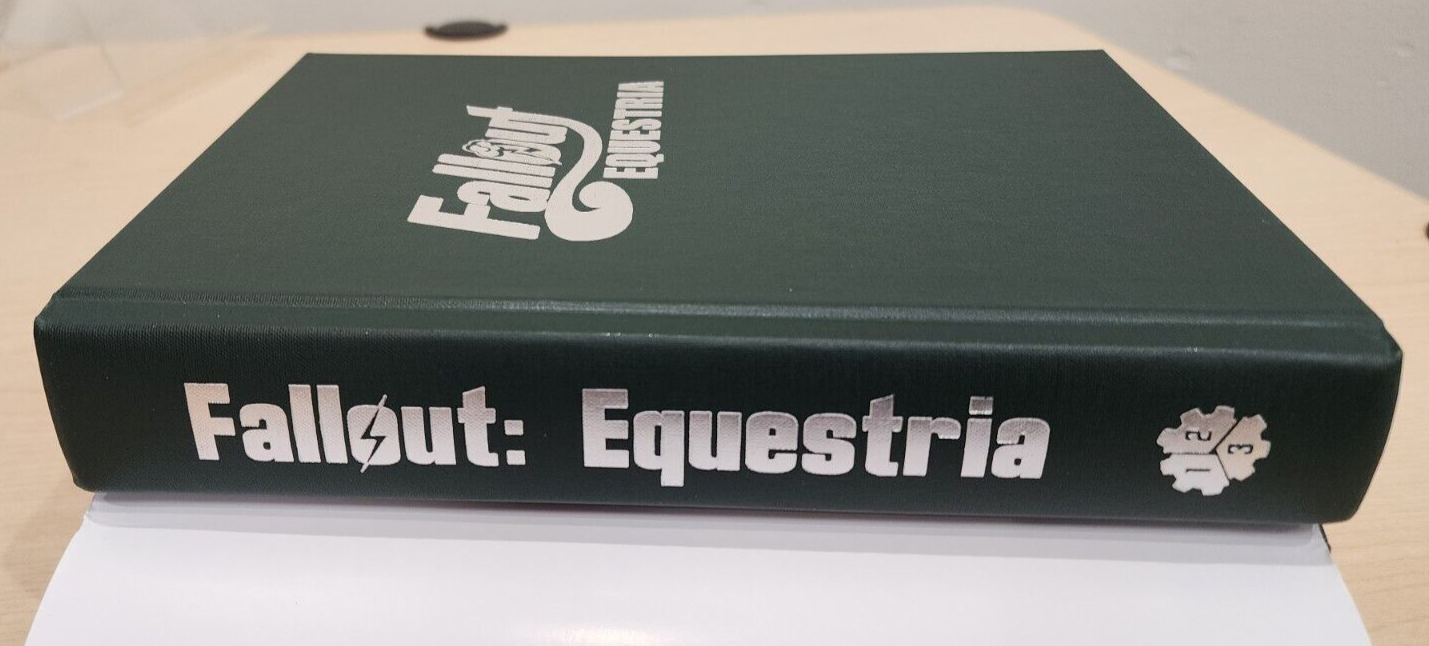 Fallout
EQUESTRIA
Fallout: Equestria
1 2 3